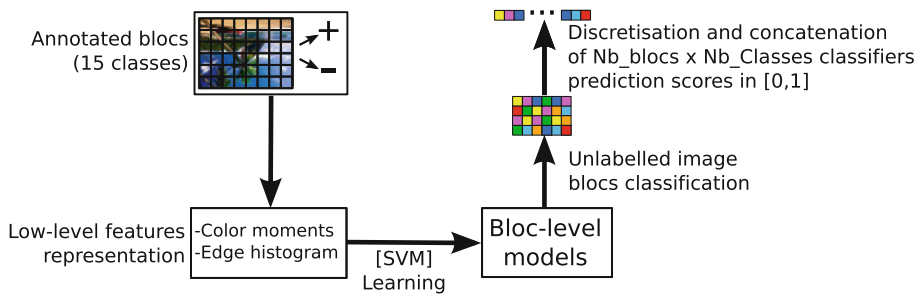 Annotated blocs
(15 classes)
+
-
Low-level features
representation
-Color moments
-Edge histogram
[SVM]
Learning
Bloc-level
models
Unlabelled image
blocs classification
Discretisation and concatenation
of Nb_blocs x Nb_Classes classifiers
prediction scores in [0,1]